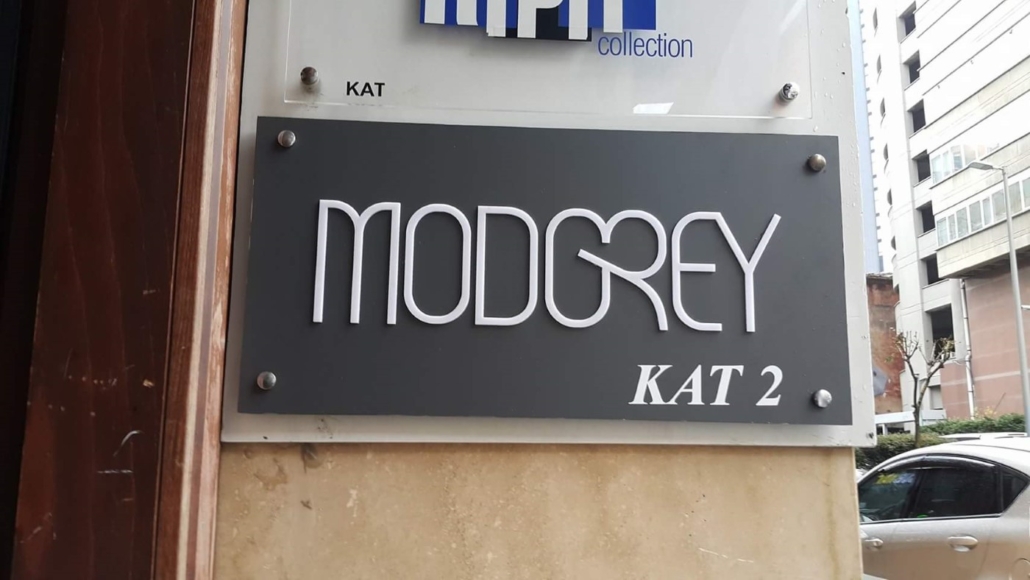 collection
KAT
MODGREY
KAT 2